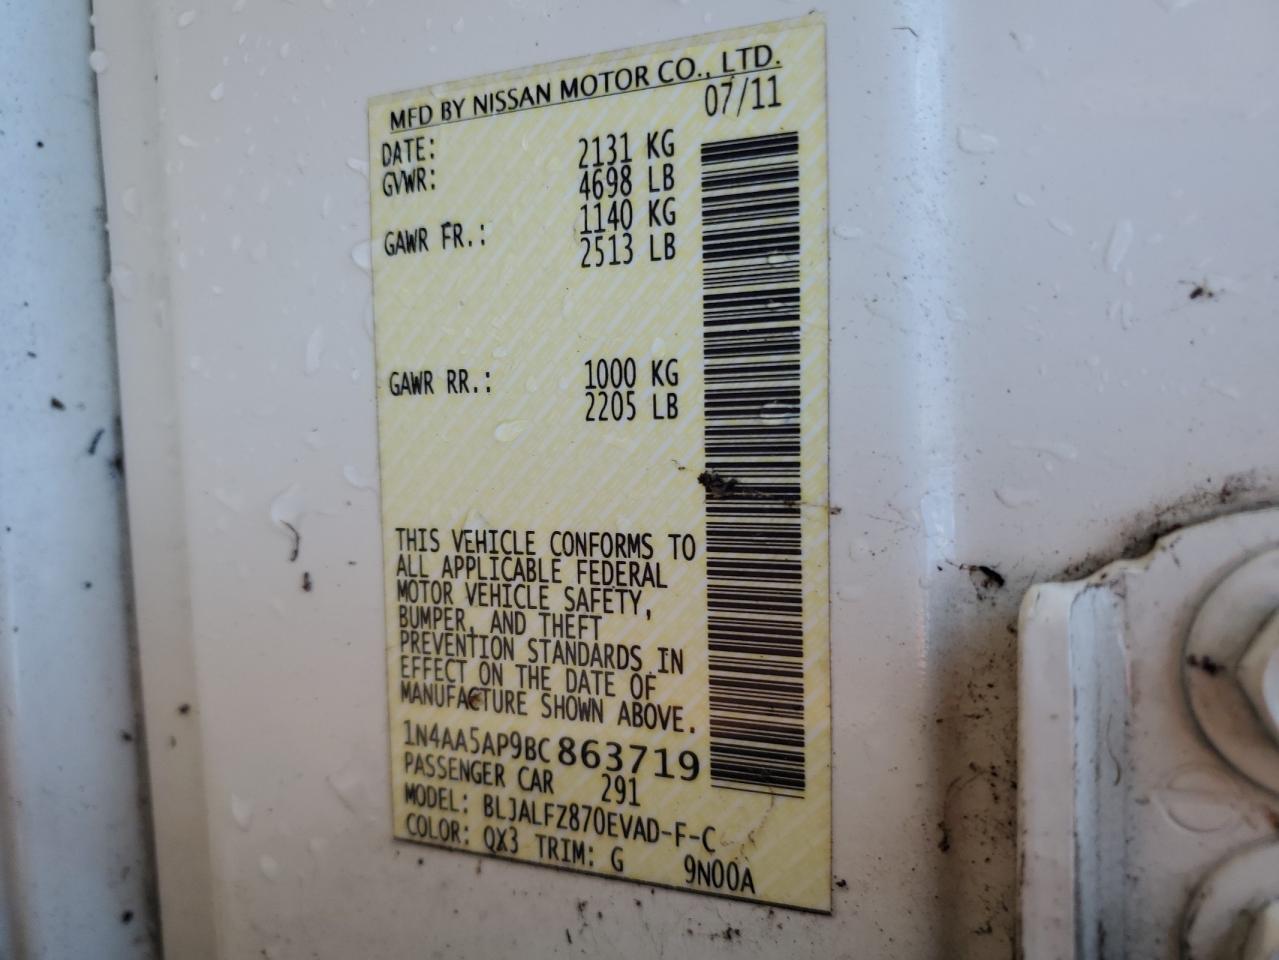 MFD BY NISSAN MOTOR CO., LTD.
DATE: 07/11
GVWR: 2131 KG
4698 LB
GAWR FR.: 1140 KG
2513 LB
GAWR RR.: 1000 KG
2205 LB
THIS VEHICLE CONFORMS TO
ALL APPLICABLE FEDERAL
MOTOR VEHICLE SAFETY,
BUMPER, AND THEFT
PREVENTION STANDARDS IN
EFFECT ON THE DATE OF
MANUFACTURE SHOWN ABOVE.
1N4AA5AP9BC863719
PASSENGER CAR 291
MODEL: BLJALFZ870EVAD-F-C
COLOR: QX3 TRIM: G 9N00A